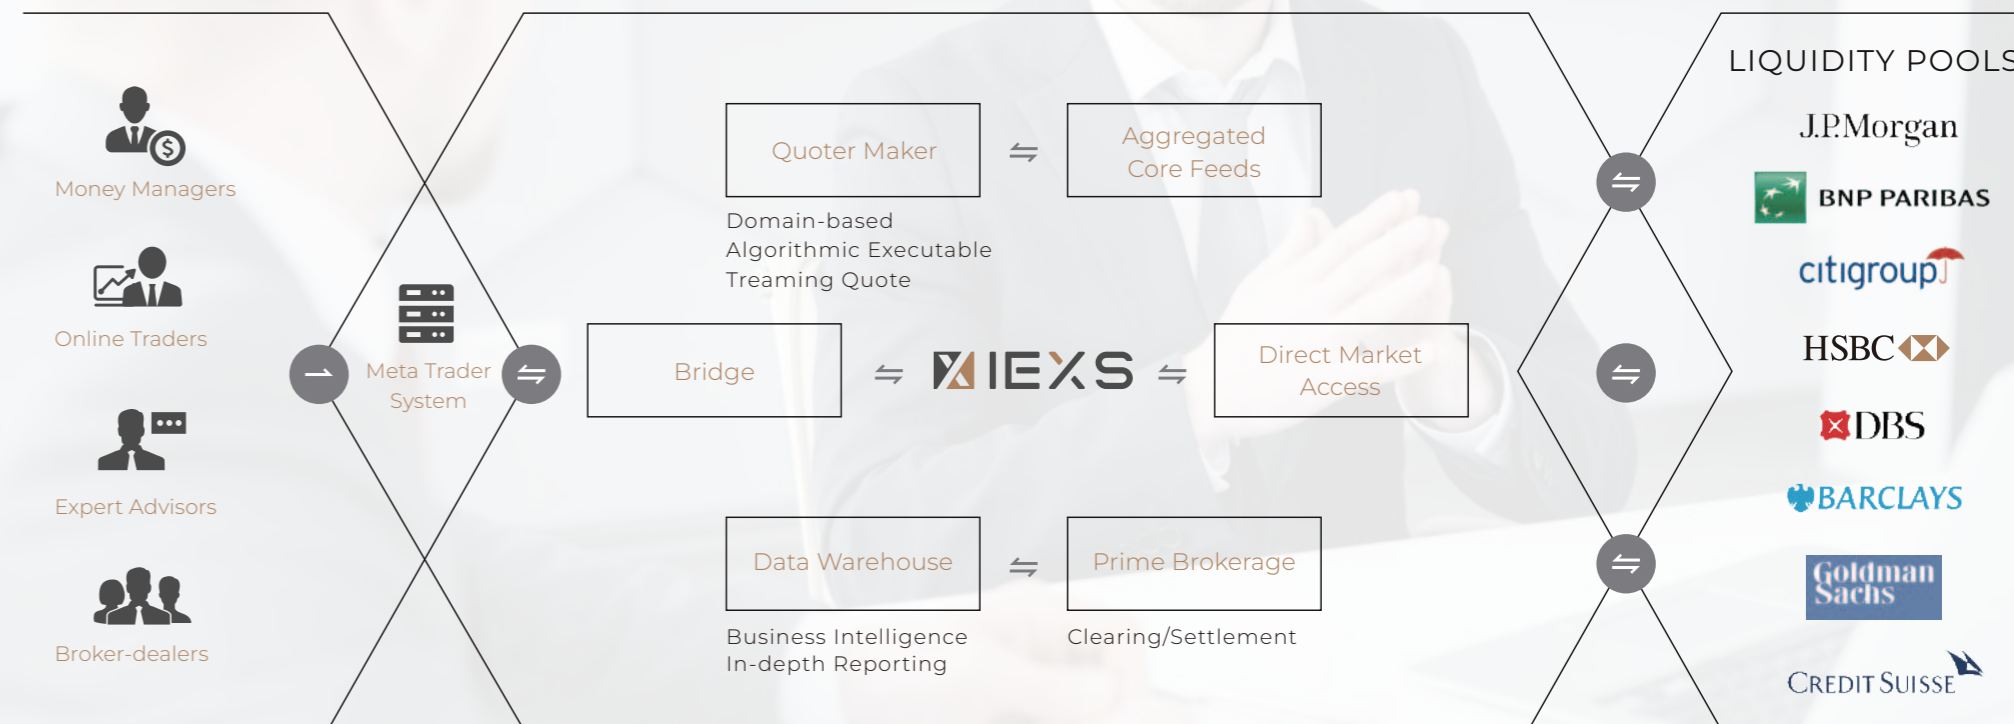 Money Managers
Online Traders
Expert Advisors
Broker-dealers
Meta Trader
System
Quoter Maker
Domain-based
Algorithmic Executable
Treaming Quote
Aggregated
Core Feeds
Bridge
IEXS
Direct Market
Access
Data Warehouse
Business Intelligence
In-depth Reporting
Prime Brokerage
Clearing/Settlement
LIQUIDITY POOLS
J.P.Morgan
BNP PARIBAS
citigroup
HSBC
DBS
BARCLAYS
Goldman
Sachs
CREDIT SUISSE